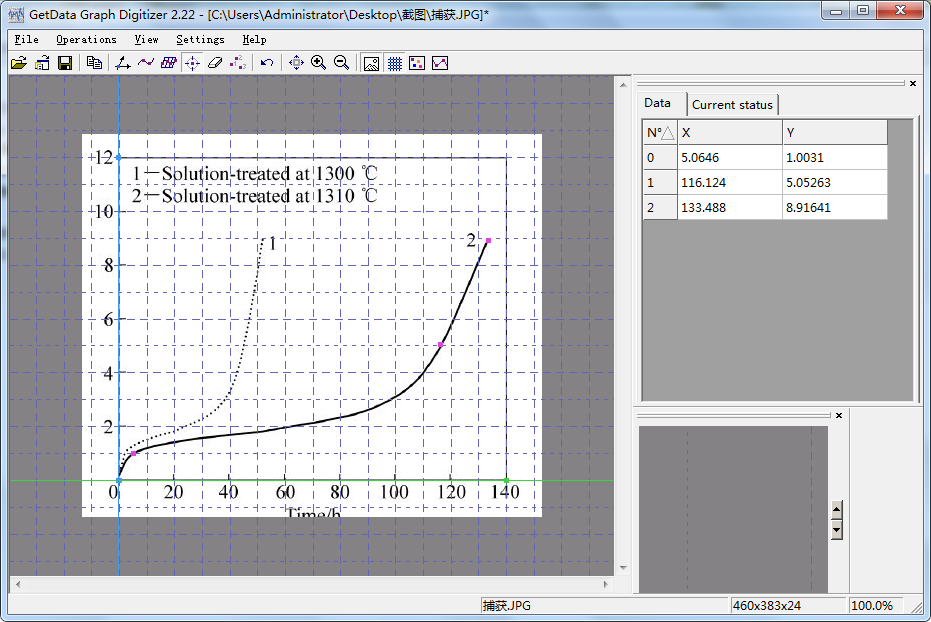 GetData Graph Digitizer 2.22 - [C:\Users\Administrator\Desktop\截图\捕获.JPG]*
File Operations View Settings Help
Data Current status
N° X Y
0 5.0646 1.0031
1 116.124 5.05263
2 133.488 8.91641
12
1—Solution-treated at 1300 ℃
2—Solution-treated at 1310 ℃
10
2
1
8
6
4
2
0 20 40 60 80 100 120 140
Time/h
捕获.JPG 460x383x24 100.0%